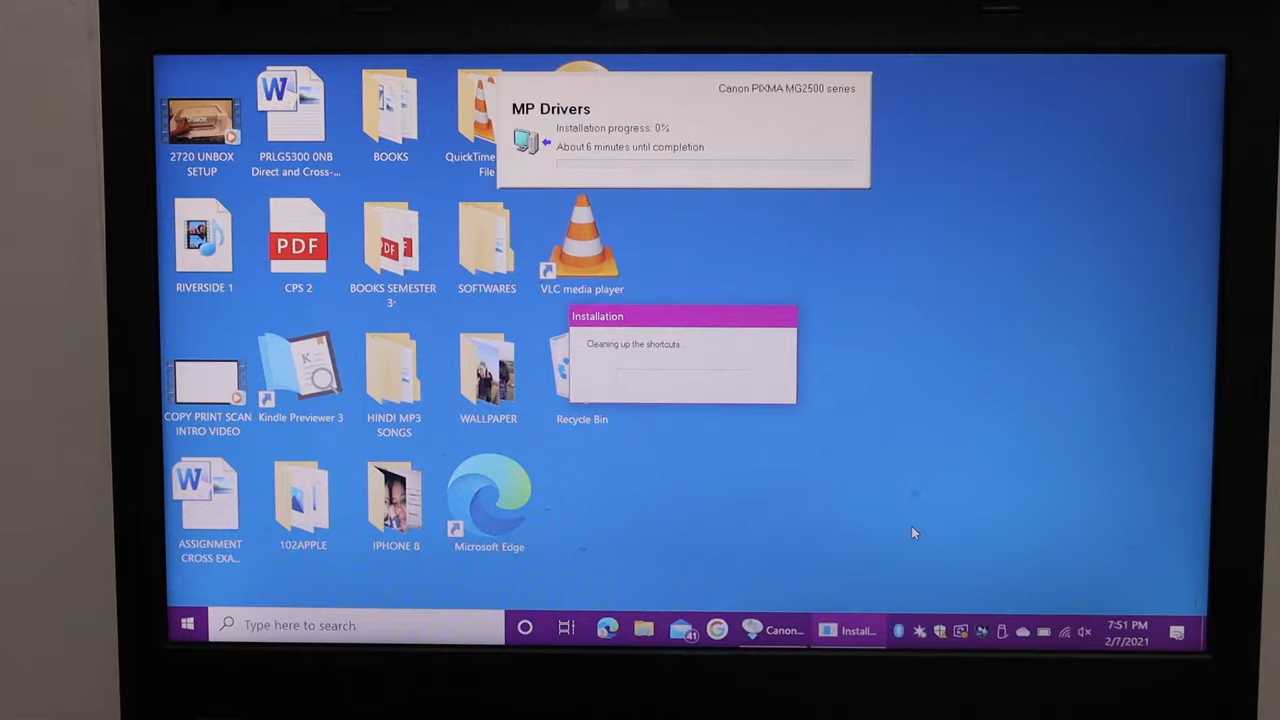 Canon PIXMA MG2500 series
MP Drivers
Installation progress: 0%
About 6 minutes until completion
2720 UNBOX
SETUP
PRLG5300 0NB
Direct and Cross-...
BOOKS
QuickTime
File
RIVERSIDE 1
PDF
CPS 2
BOOKS SEMESTER
3·
SOFTWARES
VLC media player
Installation
Cleaning up the shortcuts...
COPY PRINT SCAN
INTRO VIDEO
Kindle Previewer 3
HINDI MP3
SONGS
WALLPAPER
Recycle Bin
ASSIGNMENT
CROSS EXA...
102APPLE
IPHONE 8
Microsoft Edge
Type here to search
41
Canon...
Install...
7:51 PM
2/7/2021